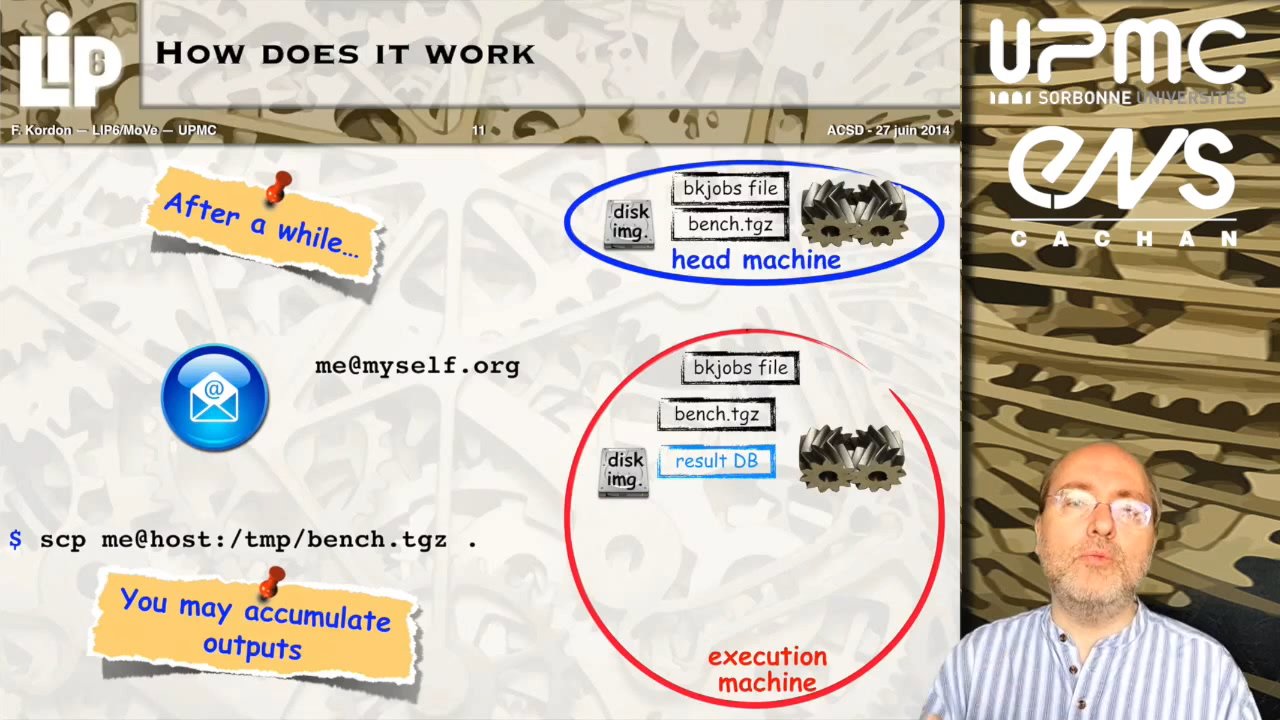 LIP6
HOW DOES IT WORK
F. Kordon — LIP6/MoVe — UPMC
11
ACSD - 27 juin 2014
UPMC
SORBONNE UNIVERSITÉS
ENS
CACHAN
After a while...
disk
img.
bkjobs file
bench.tgz
head machine
me@myself.org
@
bkjobs file
bench.tgz
result DB
disk
img.
$ scp me@host:/tmp/bench.tgz .
You may accumulate
outputs
execution
machine